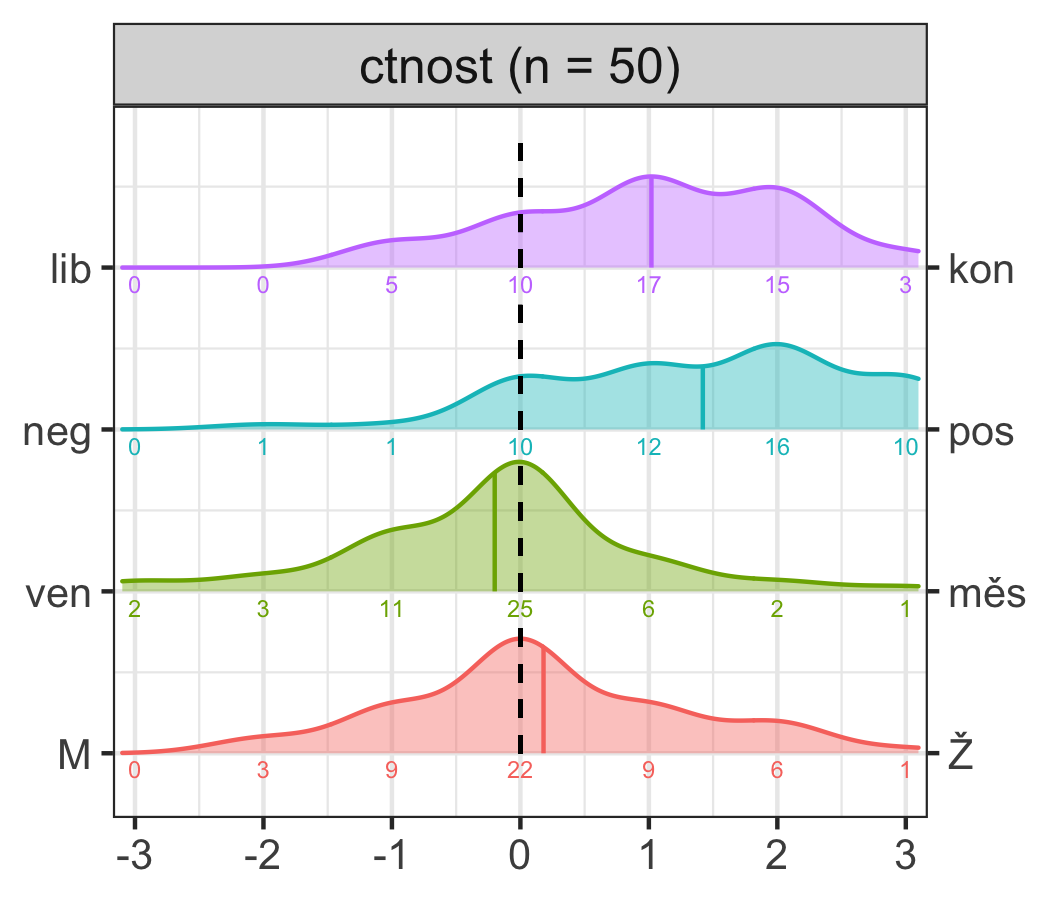 ctnost (n = 50)
lib kon
0 0 5 10 17 15 3
neg pos
0 1 1 10 12 16 10
ven měs
2 3 11 25 6 2 1
M Ž
0 3 9 22 9 6 1
-3 -2 -1 0 1 2 3